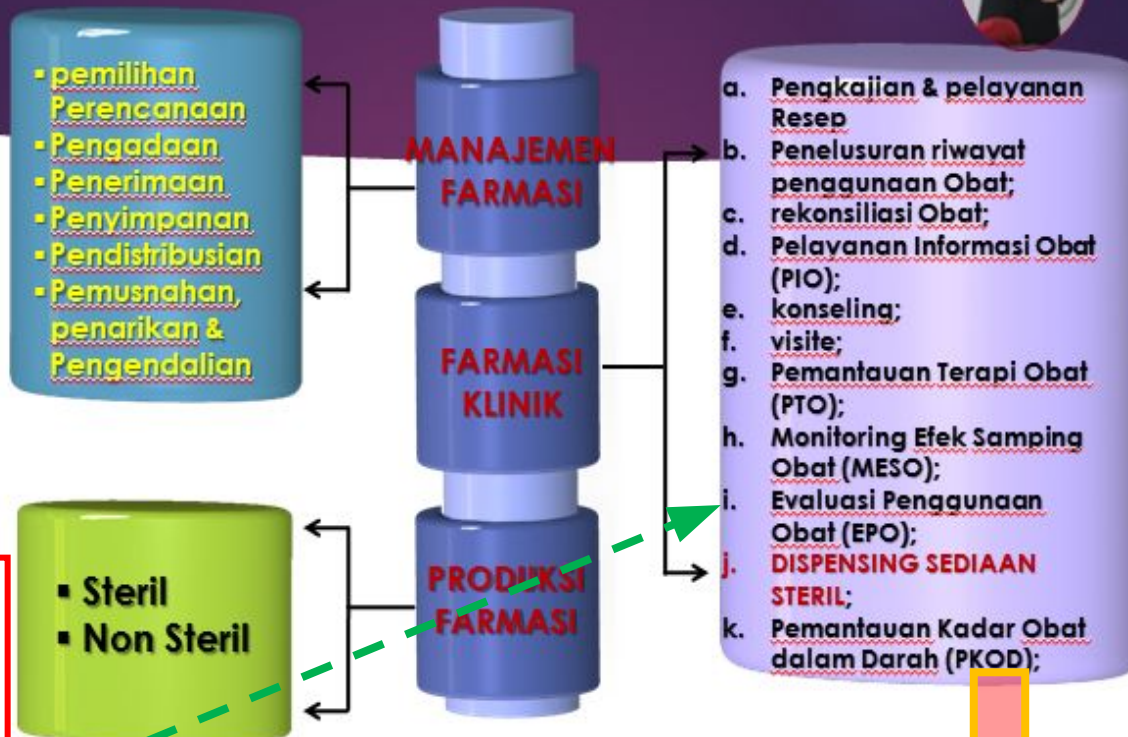 ▪ pemilihan
Perencanaan
▪ Pengadaan
▪ Penerimaan
▪ Penyimpanan
▪ Pendistribusian
▪ Pemusnahan,
penarikan &
Pengendalian
MANAJEMEN
FARMASI
FARMASI
KLINIK
PRODUKSI
FARMASI
▪ Steril
▪ Non Steril
a. Pengkajian & pelayanan
Resep
b. Penelusuran riwayat
penggunaan Obat;
c. rekonsiliasi Obat;
d. Pelayanan Informasi Obat
(PIO);
e. konseling;
f. visite;
g. Pemantauan Terapi Obat
(PTO);
h. Monitoring Efek Samping
Obat (MESO);
i. Evaluasi Penggunaan
Obat (EPO);
j. DISPENSING SEDIAAN
STERIL;
k. Pemantauan Kadar Obat
dalam Darah (PKOD);